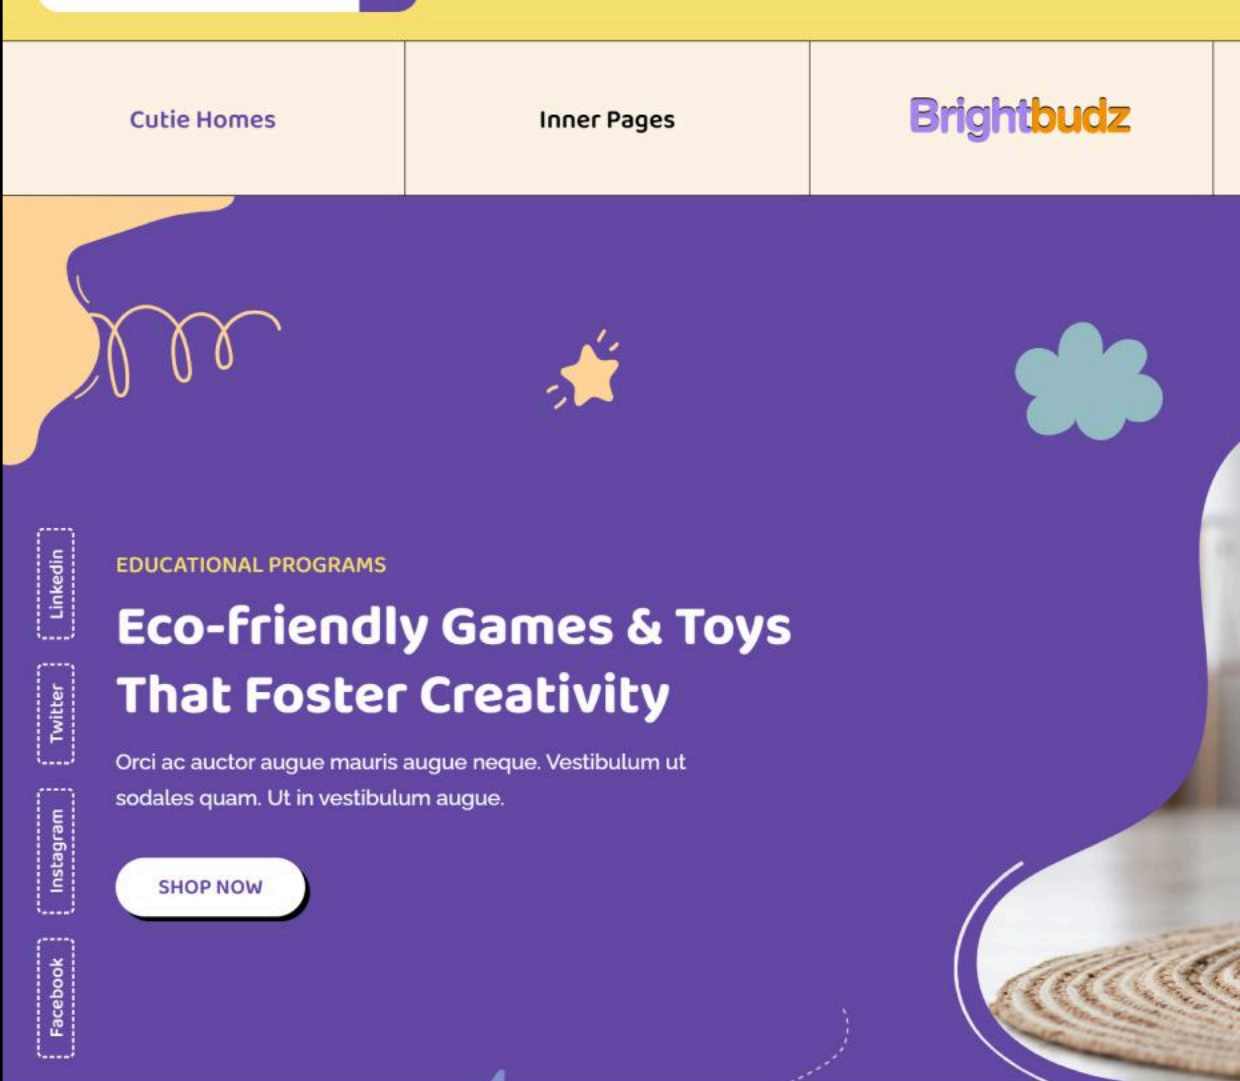 Cutie Homes
Inner Pages
Brightbudz
Linkedin
Twitter
Instagram
Facebook
EDUCATIONAL PROGRAMS
Eco-friendly Games & Toys
That Foster Creativity
Orci ac auctor augue mauris augue neque. Vestibulum ut
sodales quam. Ut in vestibulum augue.
SHOP NOW